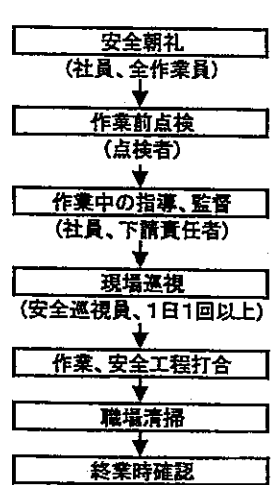 安全朝礼
(社員、全作業員)
作業前点検
(点検者)
作業中の指導、監督
(社員、下請責任者)
現場巡視
(安全巡視員、1日1回以上)
作業、安全工程打合
職場清掃
終業時確認